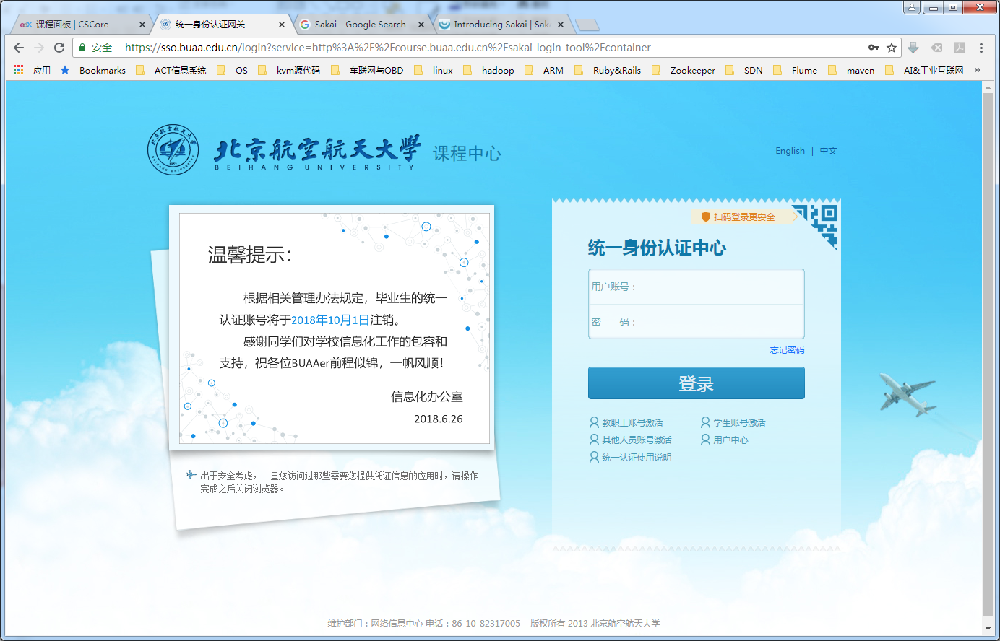 课程面板 | CSCore
统一身份认证网关
Sakai - Google Search
Introducing Sakai | Sak
安全
https://sso.buaa.edu.cn/login?service=http%3A%2F%2Fcourse.buaa.edu.cn%2Fsakai-login-tool%2Fcontainer
应用 Bookmarks ACT信息系统 OS kvm源代码 车联网与OBD linux hadoop ARM Ruby&Rails Zookeeper SDN Flume maven AI&工业互联网 »
北京航空航天大學 课程中心
BEIHANG UNIVERSITY
English | 中文
温馨提示：
根据相关管理办法规定，毕业生的统一
认证账号将于2018年10月1日注销。
感谢同学们对学校信息化工作的包容和
支持，祝各位BUAAer前程似锦，一帆风顺！
信息化办公室
2018.6.26
出于安全考虑，一旦您访问过那些需要您提供凭证信息的应用时，请操作
完成之后关闭浏览器。
扫码登录更安全
统一身份认证中心
用户账号：
密 码：
忘记密码
登录
教职工账号激活 学生账号激活
其他人员账号激活 用户中心
统一认证使用说明
维护部门：网络信息中心 电话：86-10-82317005 版权所有 2013 北京航空航天大学